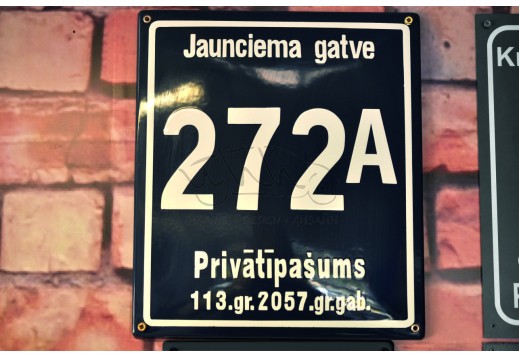 Jaunciema gatve
272A
Privātīpašums
113.gr.2057.gr.gab.